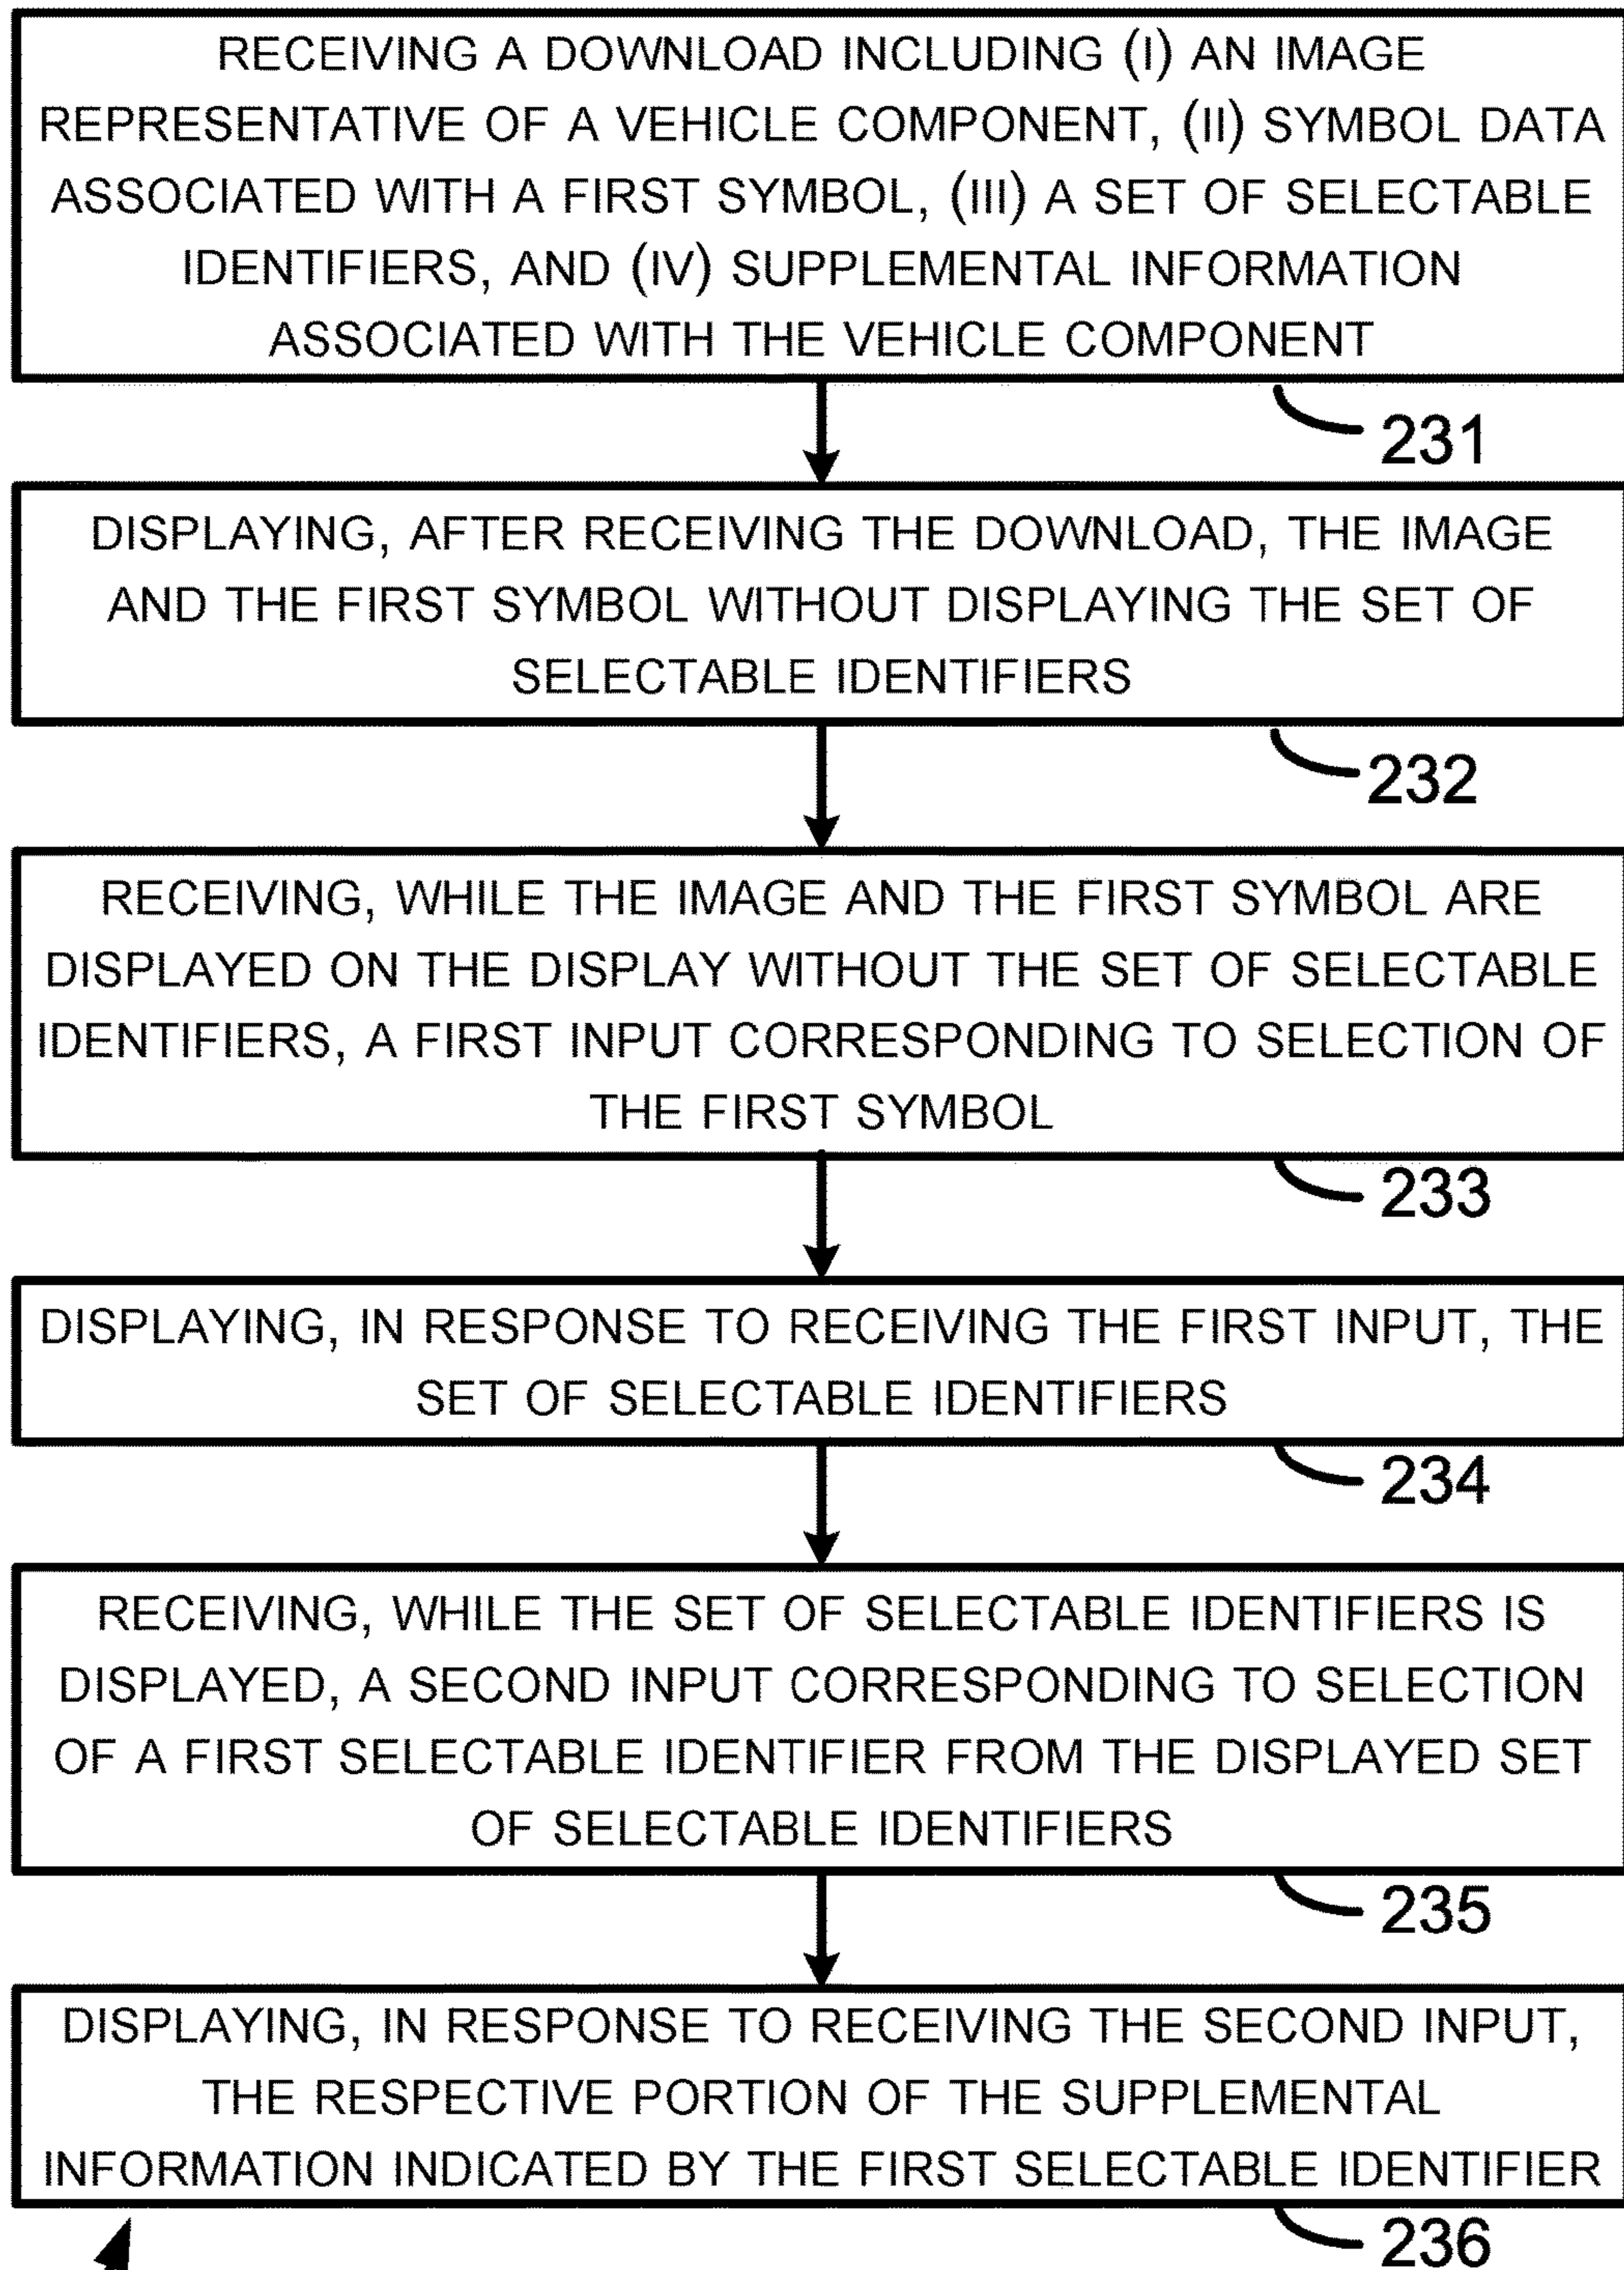 RECEIVING A DOWNLOAD INCLUDING (I) AN IMAGE
REPRESENTATIVE OF A VEHICLE COMPONENT, (II) SYMBOL DATA
ASSOCIATED WITH A FIRST SYMBOL, (III) A SET OF SELECTABLE
IDENTIFIERS, AND (IV) SUPPLEMENTAL INFORMATION
ASSOCIATED WITH THE VEHICLE COMPONENT
231
DISPLAYING, AFTER RECEIVING THE DOWNLOAD, THE IMAGE
AND THE FIRST SYMBOL WITHOUT DISPLAYING THE SET OF
SELECTABLE IDENTIFIERS
232
RECEIVING, WHILE THE IMAGE AND THE FIRST SYMBOL ARE
DISPLAYED ON THE DISPLAY WITHOUT THE SET OF SELECTABLE
IDENTIFIERS, A FIRST INPUT CORRESPONDING TO SELECTION OF
THE FIRST SYMBOL
233
DISPLAYING, IN RESPONSE TO RECEIVING THE FIRST INPUT, THE
SET OF SELECTABLE IDENTIFIERS
234
RECEIVING, WHILE THE SET OF SELECTABLE IDENTIFIERS IS
DISPLAYED, A SECOND INPUT CORRESPONDING TO SELECTION
OF A FIRST SELECTABLE IDENTIFIER FROM THE DISPLAYED SET
OF SELECTABLE IDENTIFIERS
235
DISPLAYING, IN RESPONSE TO RECEIVING THE SECOND INPUT,
THE RESPECTIVE PORTION OF THE SUPPLEMENTAL
INFORMATION INDICATED BY THE FIRST SELECTABLE IDENTIFIER
236